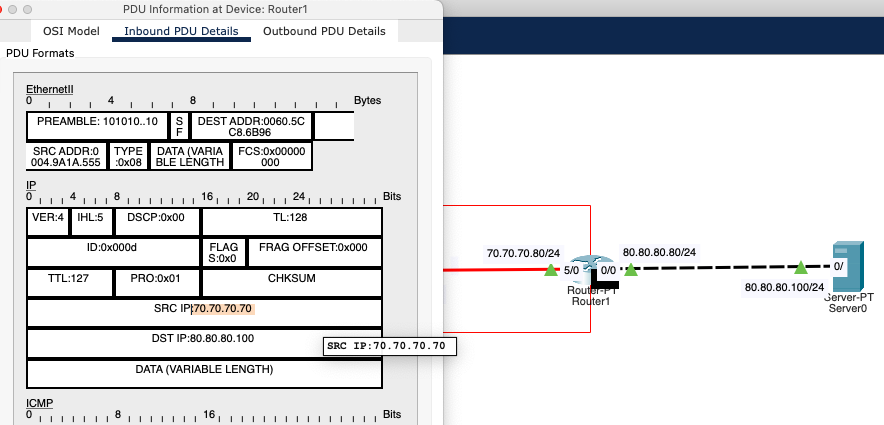 PDU Information at Device: Router1
OSI Model Inbound PDU Details Outbound PDU Details
PDU Formats
EthernetII
0 4 8 Bytes
PREAMBLE: 101010..10
S
F
DEST ADDR:0060.5C
C8.6B96
SRC ADDR:0
004.9A1A.555
TYPE
:0x08
DATA (VARIA
BLE LENGTH
FCS:0x00000
000
IP
0 4 8 16 20 24 Bits
VER:4 IHL:5 DSCP:0x00 TL:128
ID:0x000d
FLAG
S:0x0
FRAG OFFSET:0x000
TTL:127 PRO:0x01 CHKSUM
SRC IP:70.70.70.70
DST IP:80.80.80.100
SRC IP:70.70.70.70
DATA (VARIABLE LENGTH)
ICMP
0 8 16 Bits
70.70.70.80/24
80.80.80.80/24
5/0
0/0
Router-PT
Router1
0/
80.80.80.100/24
Server-PT
Server0